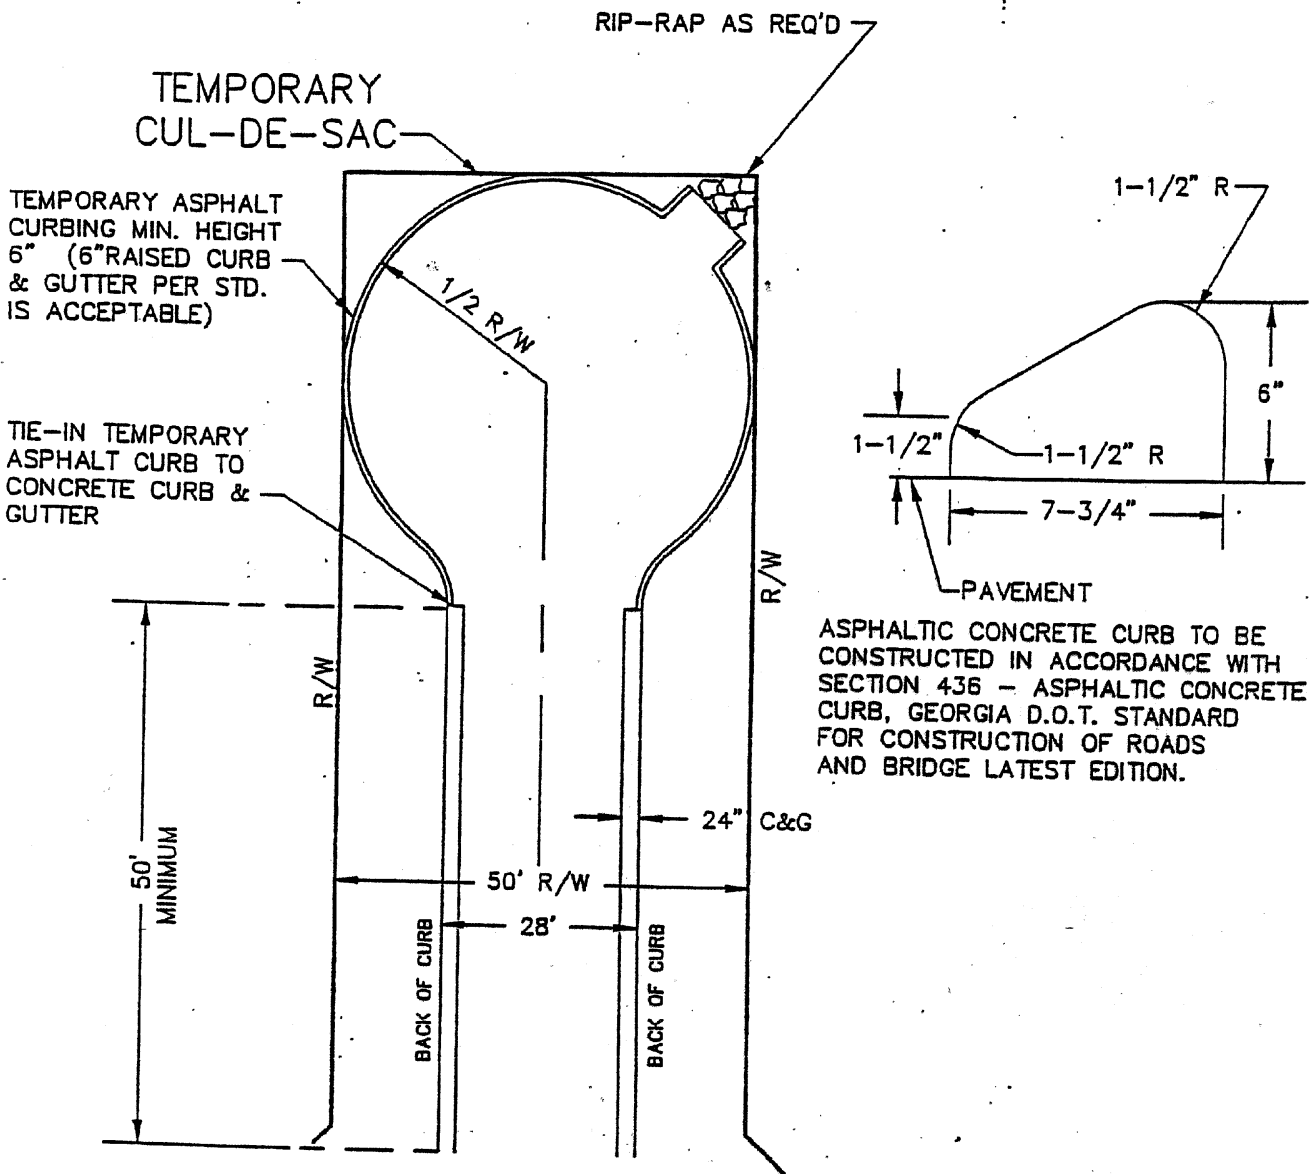 RIP-RAP AS REQ'D
TEMPORARY
CUL-DE-SAC
TEMPORARY ASPHALT
CURBING MIN. HEIGHT
6" (6"RAISED CURB
& GUTTER PER STD.
IS ACCEPTABLE)
1/2 R/W
TIE-IN TEMPORARY
ASPHALT CURB TO
CONCRETE CURB &
GUTTER
R/W
R/W
50'
MINIMUM
24" C&G
50' R/W
28'
BACK OF CURB
BACK OF CURB
1-1/2" R
6"
1-1/2"
1-1/2" R
7-3/4"
PAVEMENT
ASPHALTIC CONCRETE CURB TO BE
CONSTRUCTED IN ACCORDANCE WITH
SECTION 436 - ASPHALTIC CONCRETE
CURB, GEORGIA D.O.T. STANDARD
FOR CONSTRUCTION OF ROADS
AND BRIDGE LATEST EDITION.